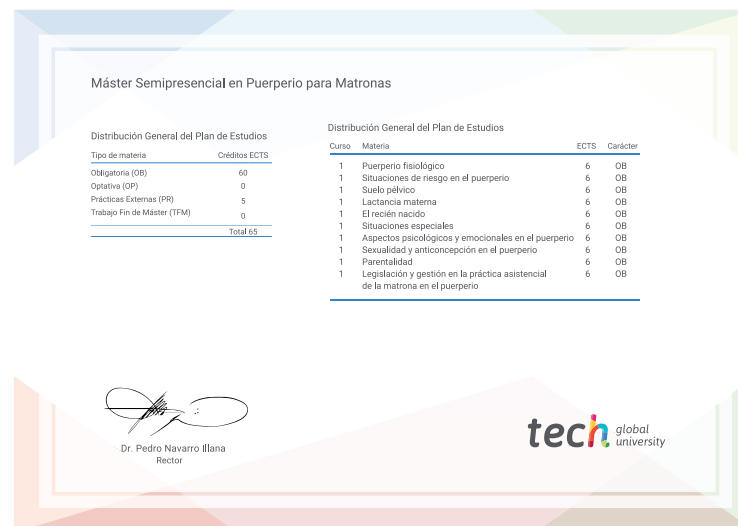 Máster Semipresencial en Puerperio para Matronas
Distribución General del Plan de Estudios
Tipo de materia Créditos ECTS
Obligatoria (OB) 60
Optativa (OP) 0
Prácticas Externas (PR) 5
Trabajo Fin de Máster (TFM) 0
Total 65
Distribución General del Plan de Estudios
Curso Materia ECTS Carácter
1 Puerperio fisiológico 6 OB
1 Situaciones de riesgo en el puerperio 6 OB
1 Suelo pélvico 6 OB
1 Lactancia materna 6 OB
1 El recién nacido 6 OB
1 Situaciones especiales 6 OB
1 Aspectos psicológicos y emocionales en el puerperio 6 OB
1 Sexualidad y anticoncepción en el puerperio 6 OB
1 Parentalidad 6 OB
1 Legislación y gestión en la práctica asistencial 6 OB
de la matrona en el puerperio
Dr. Pedro Navarro Illana
Rector
tech global
university